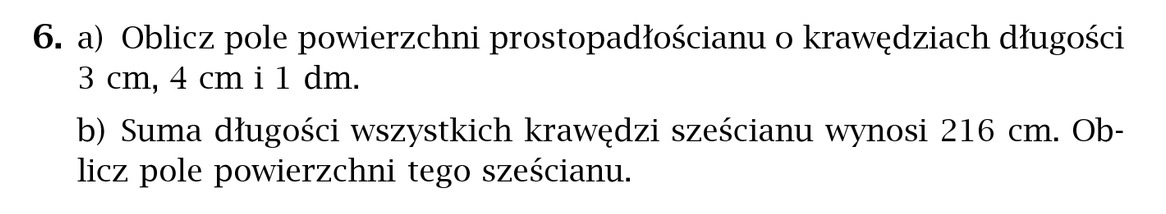 6. a) Oblicz pole powierzchni prostopadłościanu o krawędziach długości
3 cm, 4 cm i 1 dm.
b) Suma długości wszystkich krawędzi sześcianu wynosi 216 cm. Ob-
licz pole powierzchni tego sześcianu.